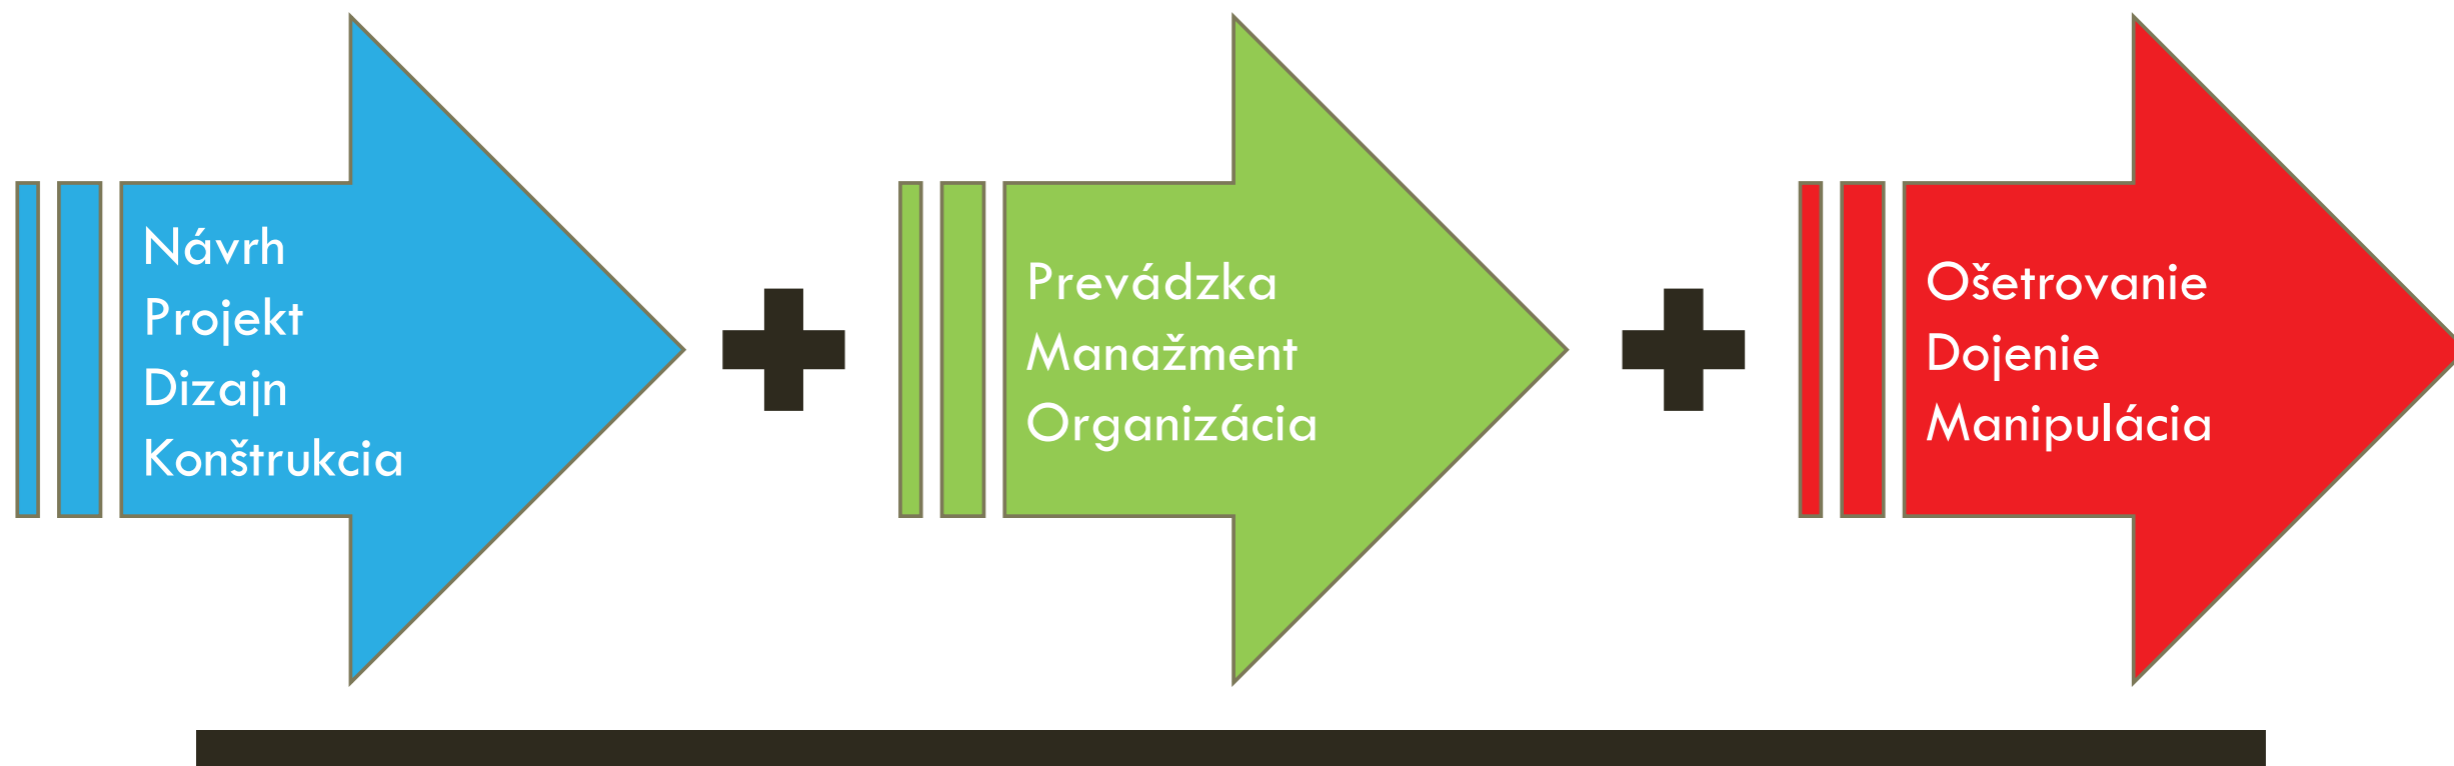 Návrh
Projekt
Dizajn
Konštrukcia
Prevádzka
Manažment
Organizácia
Ošetrovanie
Dojenie
Manipulácia